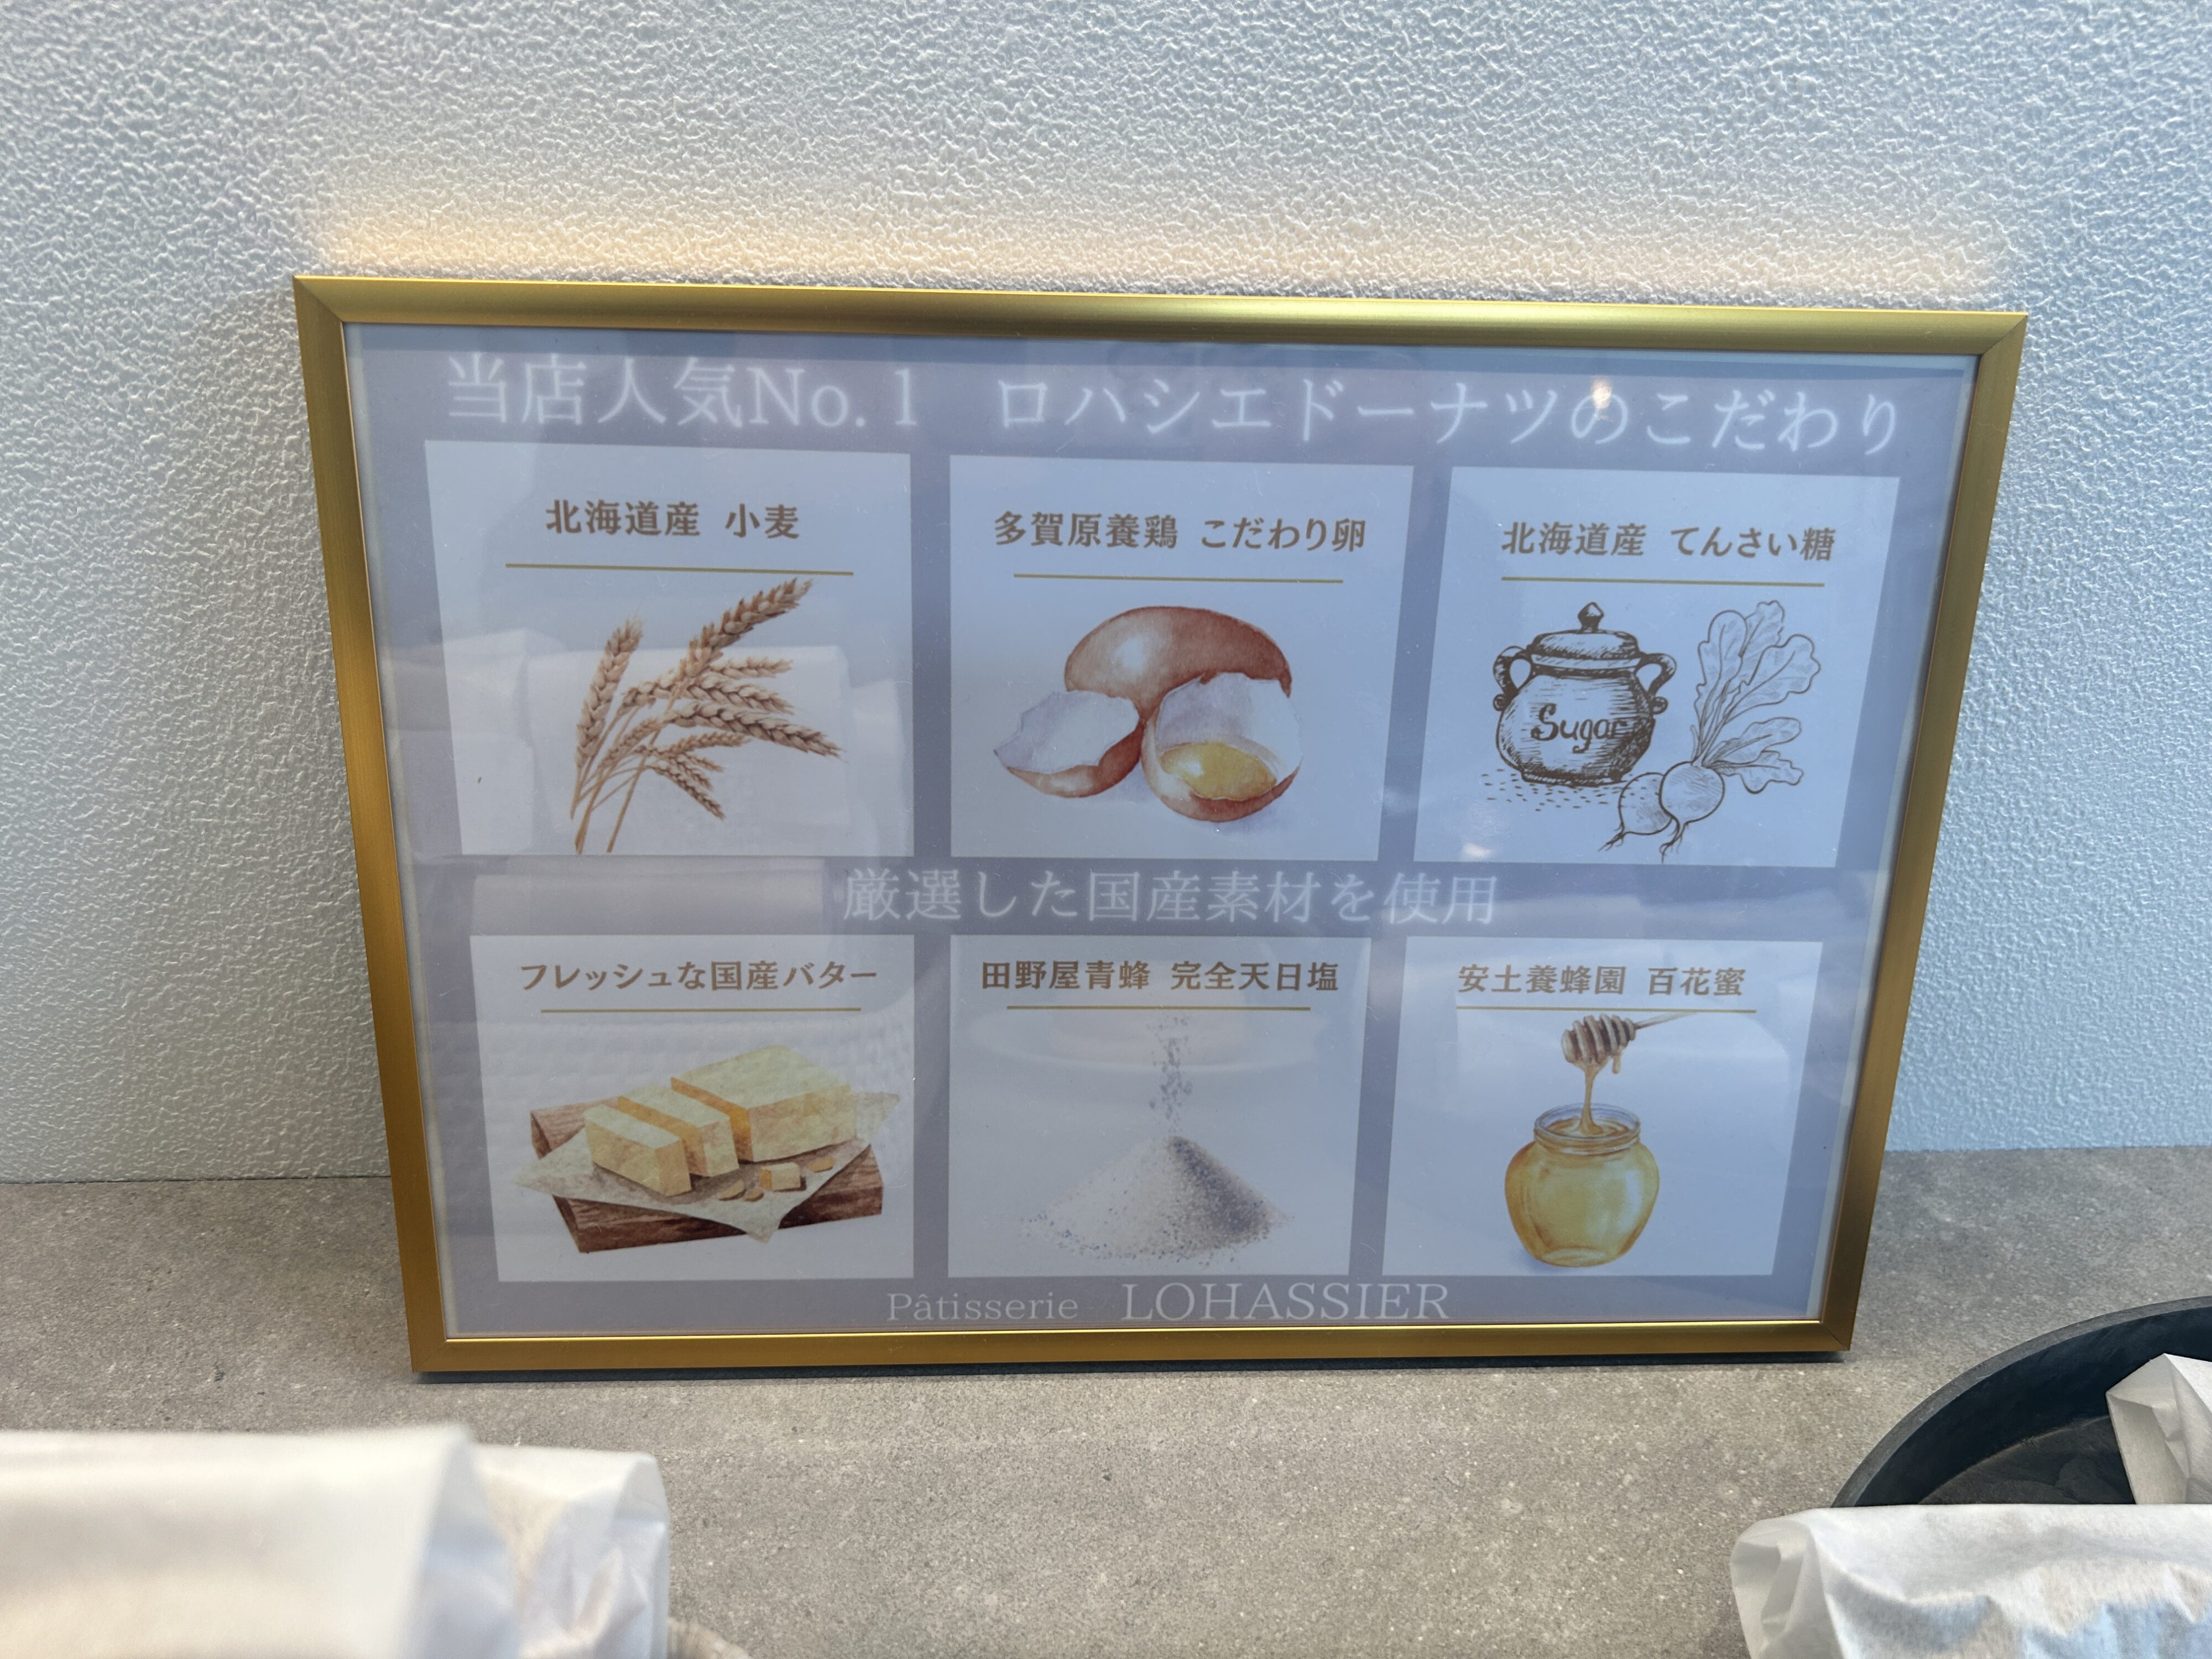 当店人気No. 1 ロハシエドーナツのこだわり
北海道産 小麦
多賀原養鶏 こだわり卵
北海道産 てんさい糖
Sugar
厳選した国産素材を使用
フレッシュな国産バター
田野屋青蜂 完全天日塩
安土養蜂園 百花蜜
Pâtisserie LOHASSIER